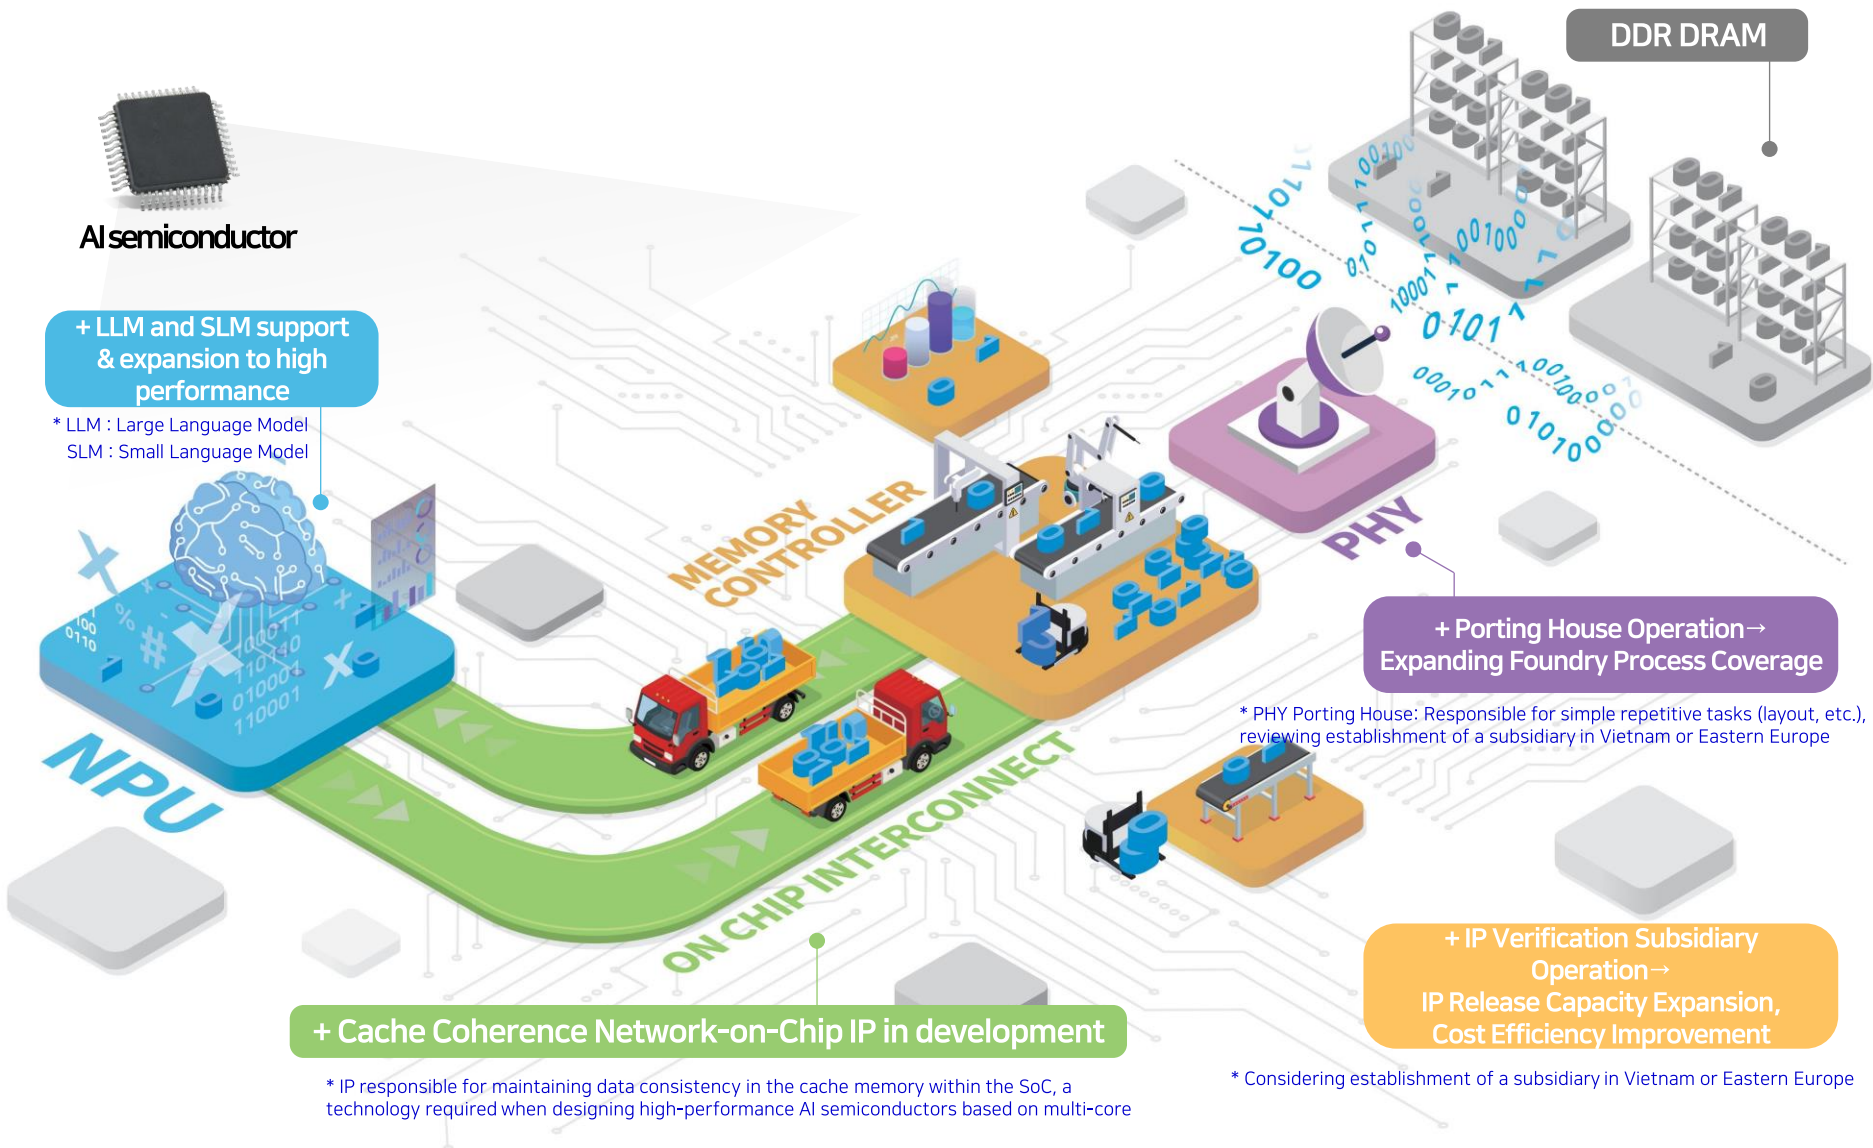 DDR DRAM
AI semiconductor
+ LLM and SLM support
& expansion to high
performance
* LLM : Large Language Model
SLM : Small Language Model
MEMORY
CONTROLLER
PHY
NPU
ON CHIP INTERCONNECT
+ Porting House Operation→
Expanding Foundry Process Coverage
* PHY Porting House: Responsible for simple repetitive tasks (layout, etc.),
reviewing establishment of a subsidiary in Vietnam or Eastern Europe
+ IP Verification Subsidiary
Operation→
IP Release Capacity Expansion,
Cost Efficiency Improvement
* Considering establishment of a subsidiary in Vietnam or Eastern Europe
+ Cache Coherence Network-on-Chip IP in development
* IP responsible for maintaining data consistency in the cache memory within the SoC, a
technology required when designing high-performance AI semiconductors based on multi-core